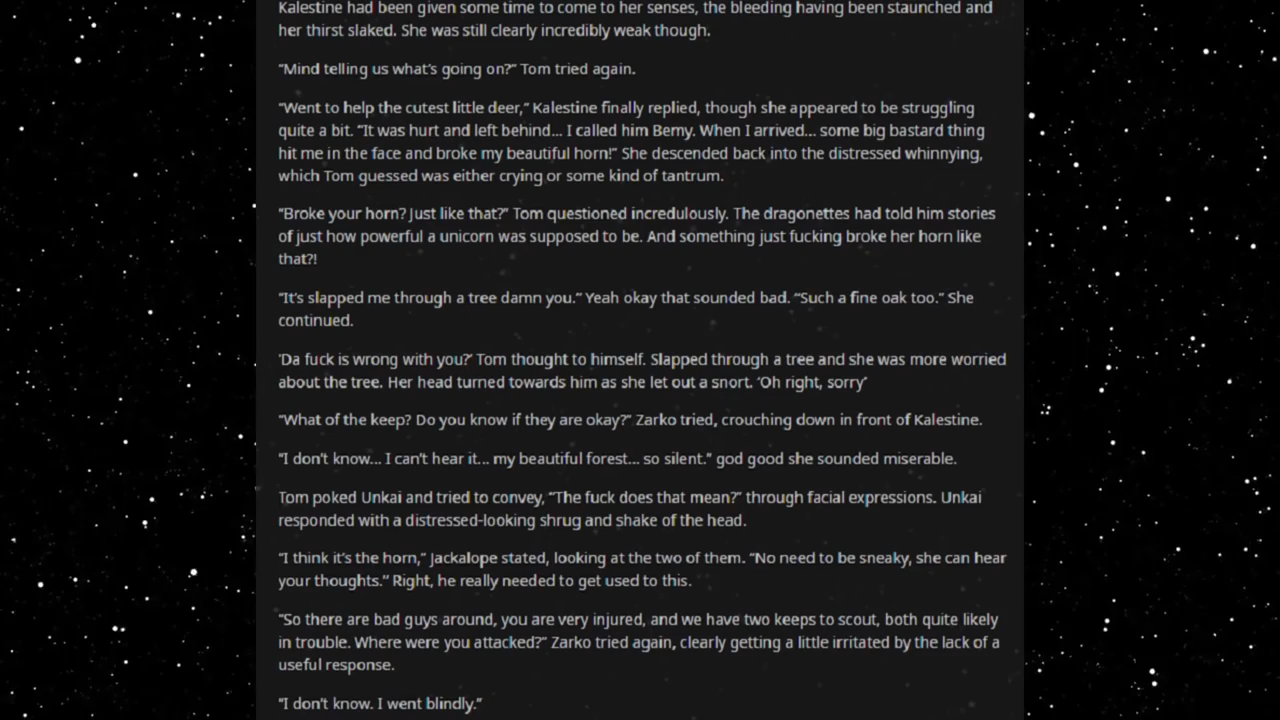 Kalestine had been given some time to come to her senses, the bleeding having been staunched and
her thirst slaked. She was still clearly incredibly weak though.
“Mind telling us what’s going on?” Tom tried again.
“Went to help the cutest little deer,” Kalestine finally replied, though she appeared to be struggling
quite a bit. “It was hurt and left behind... I called him Bemy. When I arrived... some big bastard thing
hit me in the face and broke my beautiful horn!” She descended back into the distressed whinnying,
which Tom guessed was either crying or some kind of tantrum.
“Broke your horn? Just like that?” Tom questioned incredulously. The dragonettes had told him stories
of just how powerful a unicorn was supposed to be. And something just fucking broke her horn like
that?!
“It’s slapped me through a tree damn you.” Yeah okay that sounded bad. “Such a fine oak too.” She
continued.
‘Da fuck is wrong with you?’ Tom thought to himself. Slapped through a tree and she was more worried
about the tree. Her head turned towards him as she let out a snort. ‘Oh right, sorry’
“What of the keep? Do you know if they are okay?” Zarko tried, crouching down in front of Kalestine.
“I don’t know... I can’t hear it... my beautiful forest... so silent.” god good she sounded miserable.
Tom poked Unkai and tried to convey, “The fuck does that mean?” through facial expressions. Unkai
responded with a distressed-looking shrug and shake of the head.
“I think it’s the horn,” Jackalope stated, looking at the two of them. “No need to be sneaky, she can hear
your thoughts.” Right, he really needed to get used to this.
“So there are bad guys around, you are very injured, and we have two keeps to scout, both quite likely
in trouble. Where were you attacked?” Zarko tried again, clearly getting a little irritated by the lack of a
useful response.
“I don’t know. I went blindly.”